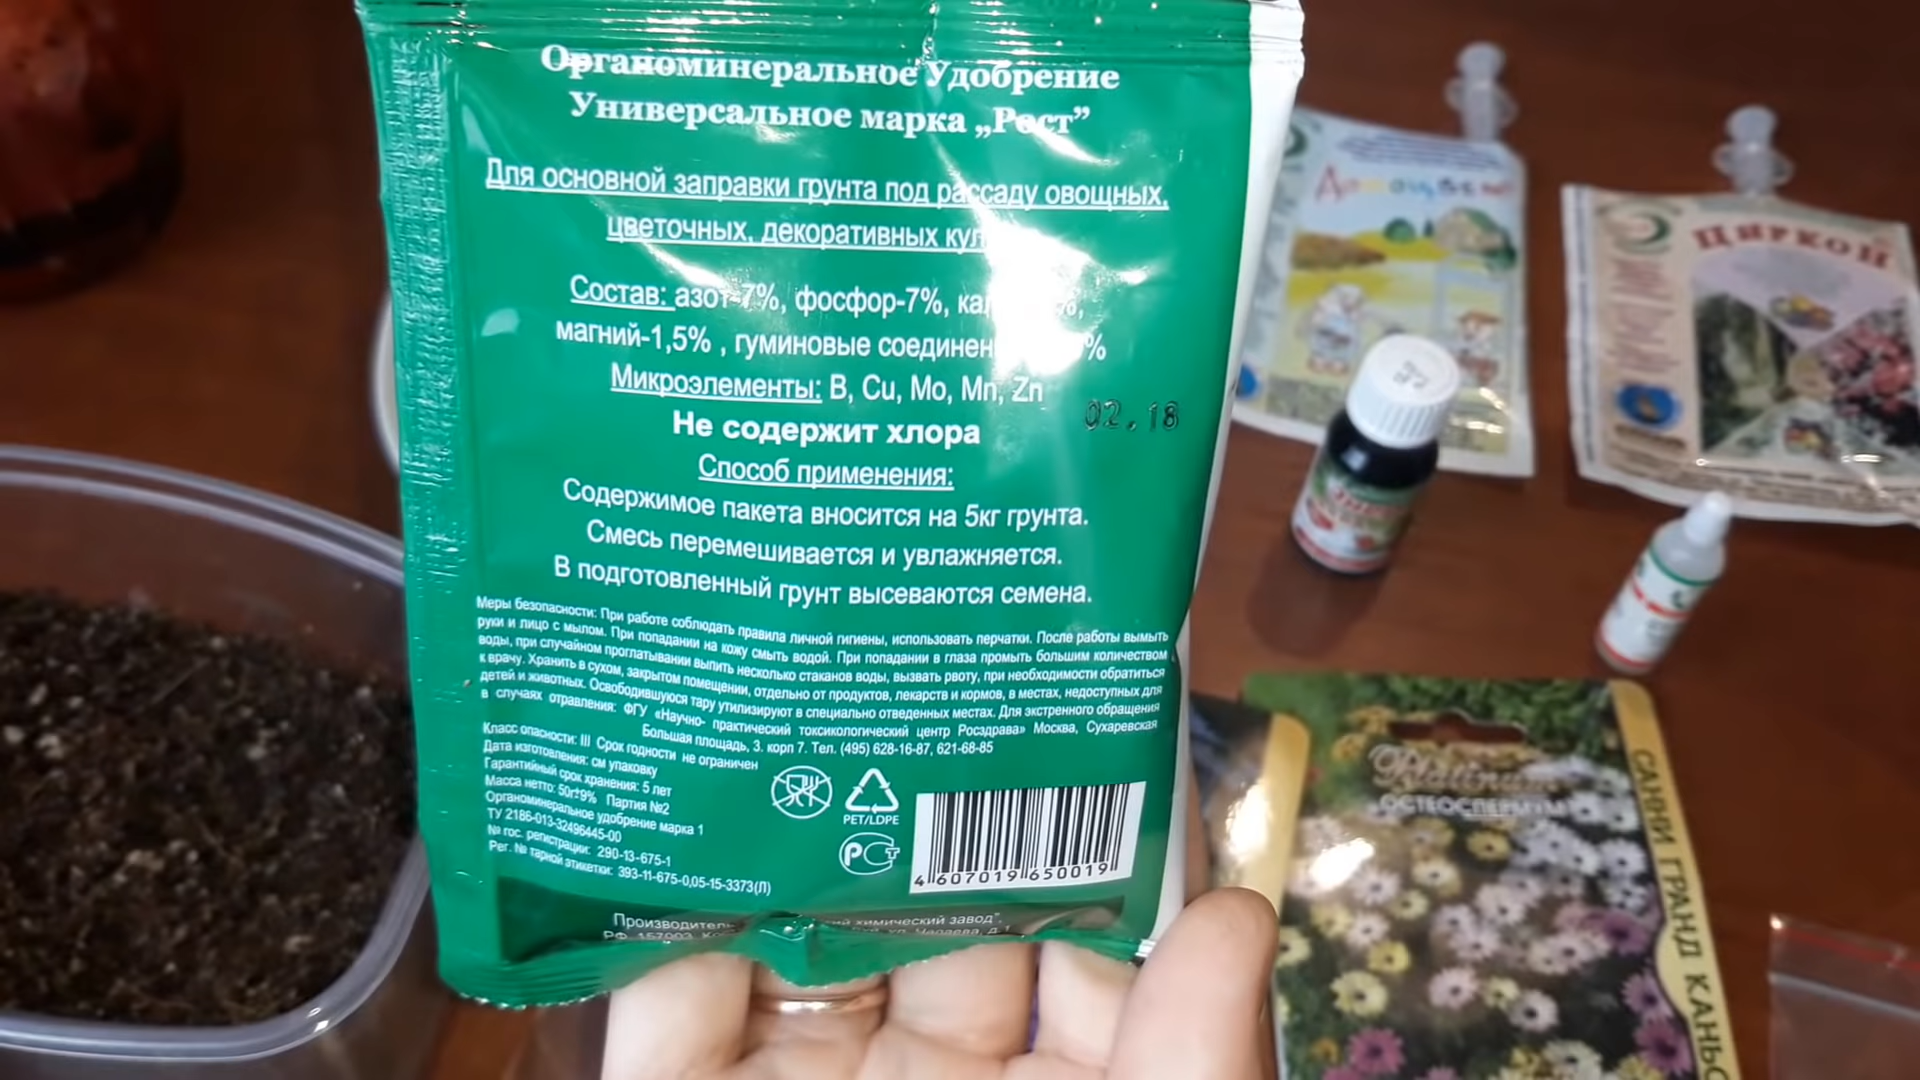 Органоминеральное Удобрение
Универсальное марка „Рост”
Для основной заправки грунта под рассаду овощных,
цветочных, декоративных
Состав: азот-7%, фосфор-7%,
магний-1,5% , гуминовые
Микроэлементы: B, Cu, Mo, Mn, Zn
02.18
Не содержит хлора
Способ применения:
Содержимое пакета вносится на 5кг грунта.
Смесь перемешивается и увлажняется.
В подготовленный грунт высеваются семена.
Меры безопасности: При работе соблюдать правила личной гигиены, использовать перчатки. После работы вымыть
руки и лицо с мылом. При попадании на кожу смыть водой. При попадании в глаза промыть большим количеством
воды, при случайном проглатывании выпить несколько стаканов воды, вызвать рвоту, при необходимости обратиться
к врачу. Хранить в сухом, закрытом помещении, отдельно от продуктов, лекарств и кормов, в местах, недоступных для
детей и животных. Освободившуюся тару утилизируют в специально отведенных местах. Для экстренного обращения
в случаях отравления: ФГУ «Научно- практический токсикологический центр Росздрава» Москва, Сухаревская
Большая площадь, 3. корп 7. Тел. (495) 628-16-87, 621-68-85
Класс опасности: III Срок годности не ограничен
Дата изготовления: см упаковку
Гарантийный срок хранения: 5 лет
Масса нетто: 50г±9% Партия №2
Органоминеральное удобрение марка 1
ТУ 2186-013-32496445-00
№ гос. регистрации: 290-13-675-1
Рег. № тарной этикетки: 393-11-675-0,05-15-3373(Л)
PET/LDPE
РСТ
4 607019 650019
химический завод".
ул. Чапаева, д.1
Циркон
Platinum
ОСТЕОСПЕРМУМ
САННИ ГРАНД